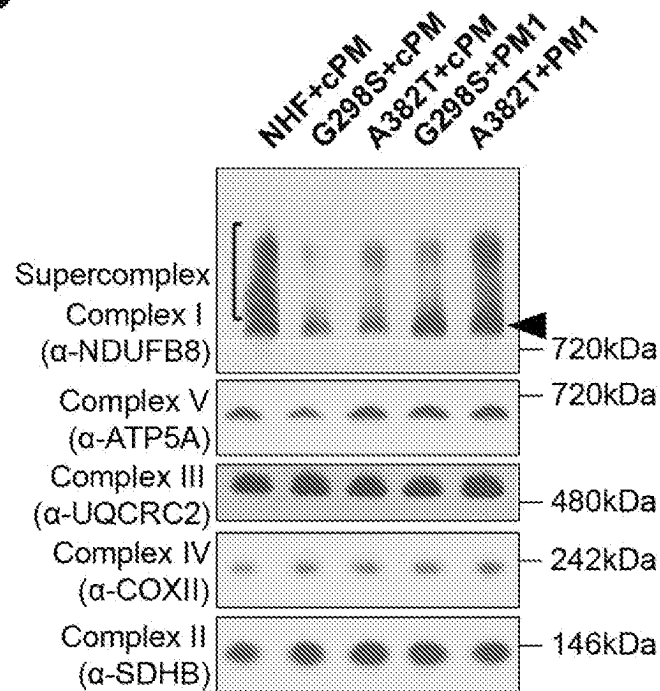 NHF+cPM
G298S+cPM
A382T+cPM
G298S+PM1
A382T+PM1
Supercomplex
Complex I
(α-NDUFB8)
720kDa
Complex V
(α-ATP5A)
720kDa
Complex III
(α-UQCRC2)
480kDa
Complex IV
(α-COXII)
242kDa
Complex II
(α-SDHB)
146kDa